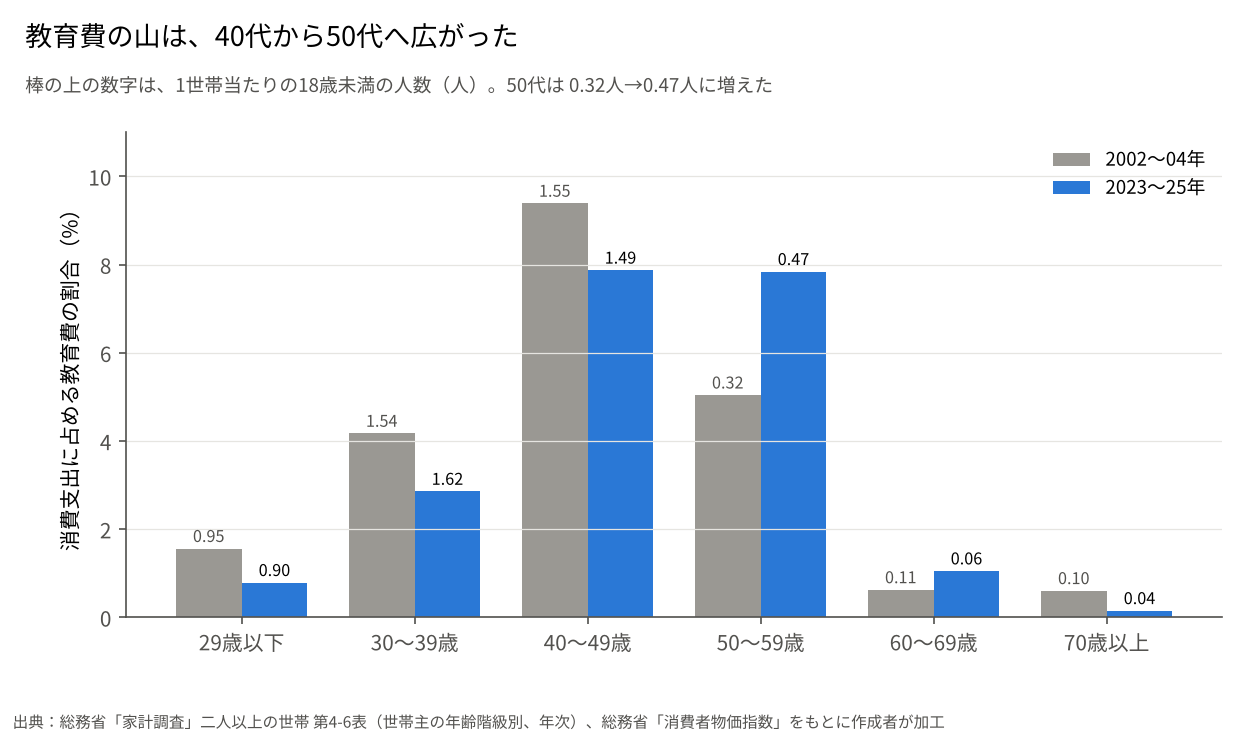 教育費の山は、40代から50代へ広がった
棒の上の数字は、1世帯当たりの18歳未満の人数（人）。50代は 0.32人→0.47人に増えた
消費支出に占める教育費の割合（%）
10
8
6
4
2
0
2002～04年
2023～25年
0.95
0.90
1.54
1.62
1.55
1.49
0.32
0.47
0.11
0.06
0.10
0.04
29歳以下
30～39歳
40～49歳
50～59歳
60～69歳
70歳以上
出典：総務省「家計調査」二人以上の世帯 第4-6表（世帯主の年齢階級別、年次）、総務省「消費者物価指数」をもとに作成者が加工